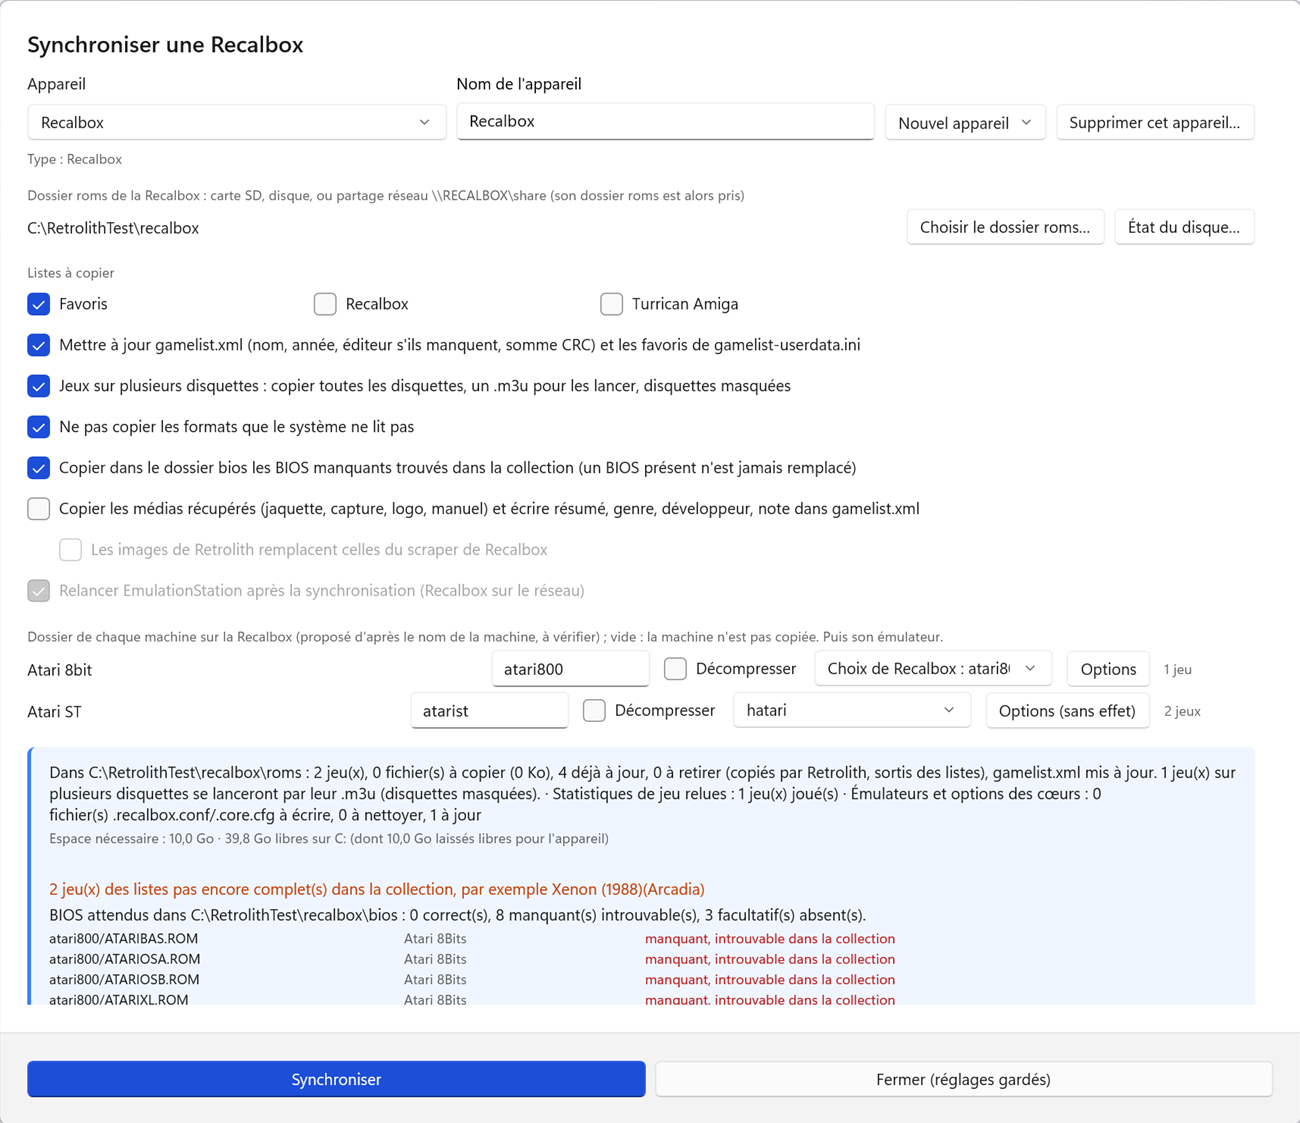 Synchroniser une Recalbox
Appareil
Nom de l'appareil
Recalbox
Recalbox
Nouvel appareil
Supprimer cet appareil...
Type : Recalbox
Dossier roms de la Recalbox : carte SD, disque, ou partage réseau \\RECALBOX\share (son dossier roms est alors pris)
C:\RetrolithTest\recalbox
Choisir le dossier roms...
État du disque...
Listes à copier
Favoris
Recalbox
Turrican Amiga
Mettre à jour gamelist.xml (nom, année, éditeur s'ils manquent, somme CRC) et les favoris de gamelist-userdata.ini
Jeux sur plusieurs disquettes : copier toutes les disquettes, un .m3u pour les lancer, disquettes masquées
Ne pas copier les formats que le système ne lit pas
Copier dans le dossier bios les BIOS manquants trouvés dans la collection (un BIOS présent n'est jamais remplacé)
Copier les médias récupérés (jaquette, capture, logo, manuel) et écrire résumé, genre, développeur, note dans gamelist.xml
Les images de Retrolith remplacent celles du scraper de Recalbox
Relancer EmulationStation après la synchronisation (Recalbox sur le réseau)
Dossier de chaque machine sur la Recalbox (proposé d'après le nom de la machine, à vérifier) ; vide : la machine n'est pas copiée. Puis son émulateur.
Atari 8bit
atari800
Décompresser
Choix de Recalbox : atari8
Options
1 jeu
Atari ST
atarist
Décompresser
hatari
Options (sans effet)
2 jeux
Dans C:\RetrolithTest\recalbox\roms : 2 jeu(x), 0 fichier(s) à copier (0 Ko), 4 déjà à jour, 0 à retirer (copiés par Retrolith, sortis des listes), gamelist.xml mis à jour. 1 jeu(x) sur
plusieurs disquettes se lanceront par leur .m3u (disquettes masquées). · Statistiques de jeu relues : 1 jeu(x) joué(s) · Émulateurs et options des cœurs : 0
fichier(s) .recalbox.conf/.core.cfg à écrire, 0 à nettoyer, 1 à jour
Espace nécessaire : 10,0 Go · 39,8 Go libres sur C: (dont 10,0 Go laissés libres pour l'appareil)
2 jeu(x) des listes pas encore complet(s) dans la collection, par exemple Xenon (1988)(Arcadia)
BIOS attendus dans C:\RetrolithTest\recalbox\bios : 0 correct(s), 8 manquant(s) introuvable(s), 3 facultatif(s) absent(s).
atari800/ATARIBAS.ROM Atari 8Bits manquant, introuvable dans la collection
atari800/ATARIOSA.ROM Atari 8Bits manquant, introuvable dans la collection
atari800/ATARIOSB.ROM Atari 8Bits manquant, introuvable dans la collection
atari800/ATARIXL.ROM Atari 8Bits manquant, introuvable dans la collection
Synchroniser
Fermer (réglages gardés)